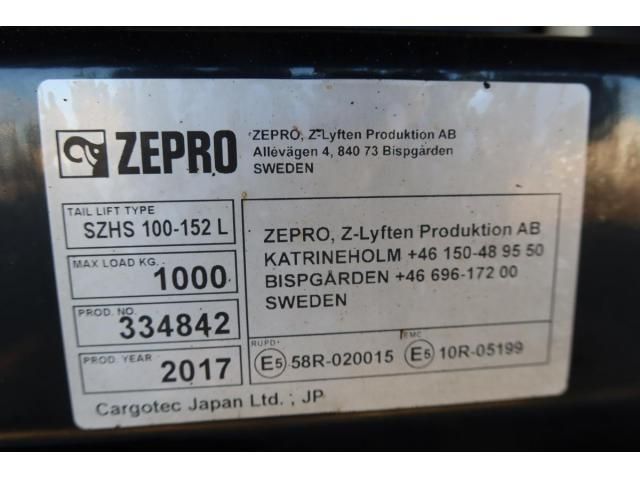 ZEPRO
ZEPRO, Z-Lyften Produktion AB
Allévägen 4, 840 73 Bispgården
SWEDEN
TAIL LIFT TYPE
SZHS 100-152 L
MAX LOAD KG.
1000
PROD. NO.
334842
PROD. YEAR
2017
ZEPRO, Z-Lyften Produktion AB
KATRINEHOLM +46 150-48 95 50
BISPGÅRDEN +46 696-172 00
SWEDEN
RUPD:
E5 58R-020015
EMC:
E5 10R-05199
Cargotec Japan Ltd. ; JP